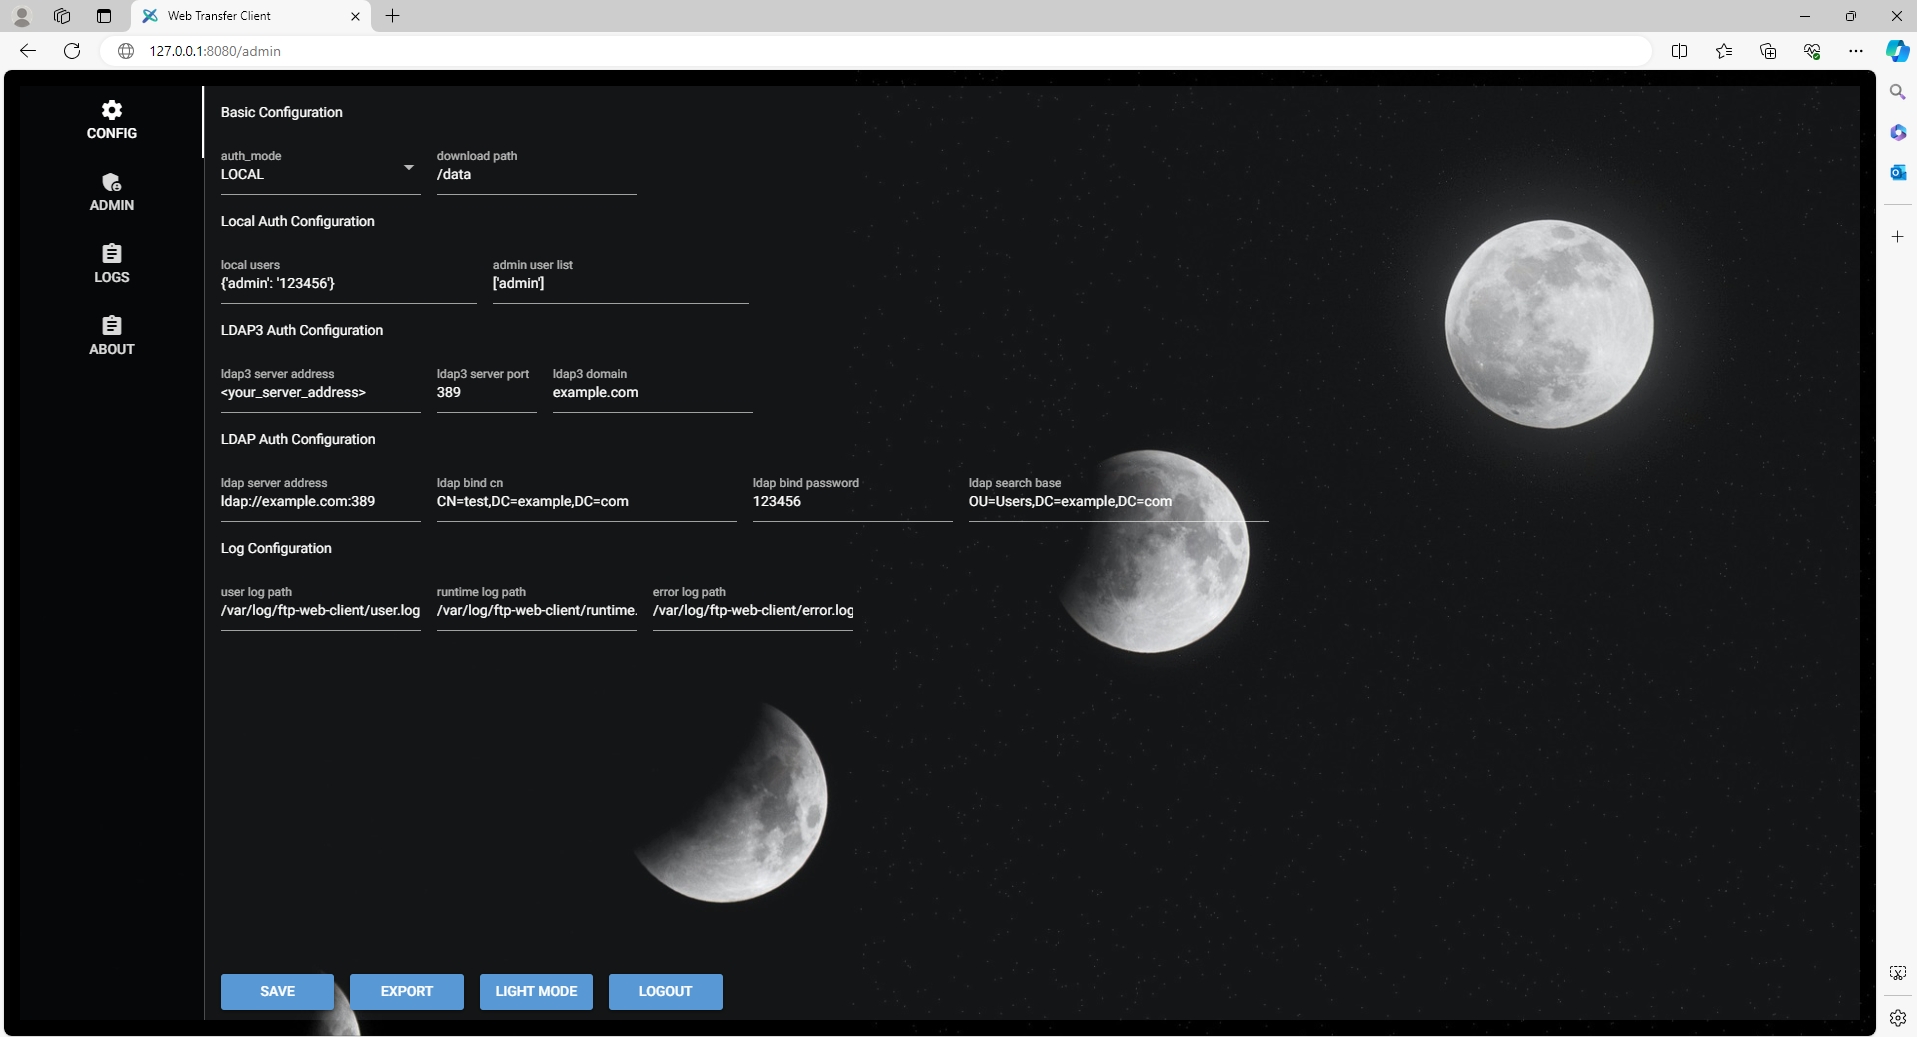 Web Transfer Client
127.0.0.1:8080/admin
CONFIG
ADMIN
LOGS
ABOUT
Basic Configuration
auth_mode
LOCAL
download path
/data
Local Auth Configuration
local users
{'admin': '123456'}
admin user list
['admin']
LDAP3 Auth Configuration
ldap3 server address
<your_server_address>
ldap3 server port
389
ldap3 domain
example.com
LDAP Auth Configuration
ldap server address
ldap://example.com:389
ldap bind cn
CN=test,DC=example,DC=com
ldap bind password
123456
ldap search base
OU=Users,DC=example,DC=com
Log Configuration
user log path
/var/log/ftp-web-client/user.log
runtime log path
/var/log/ftp-web-client/runtime.
error log path
/var/log/ftp-web-client/error.log
SAVE
EXPORT
LIGHT MODE
LOGOUT